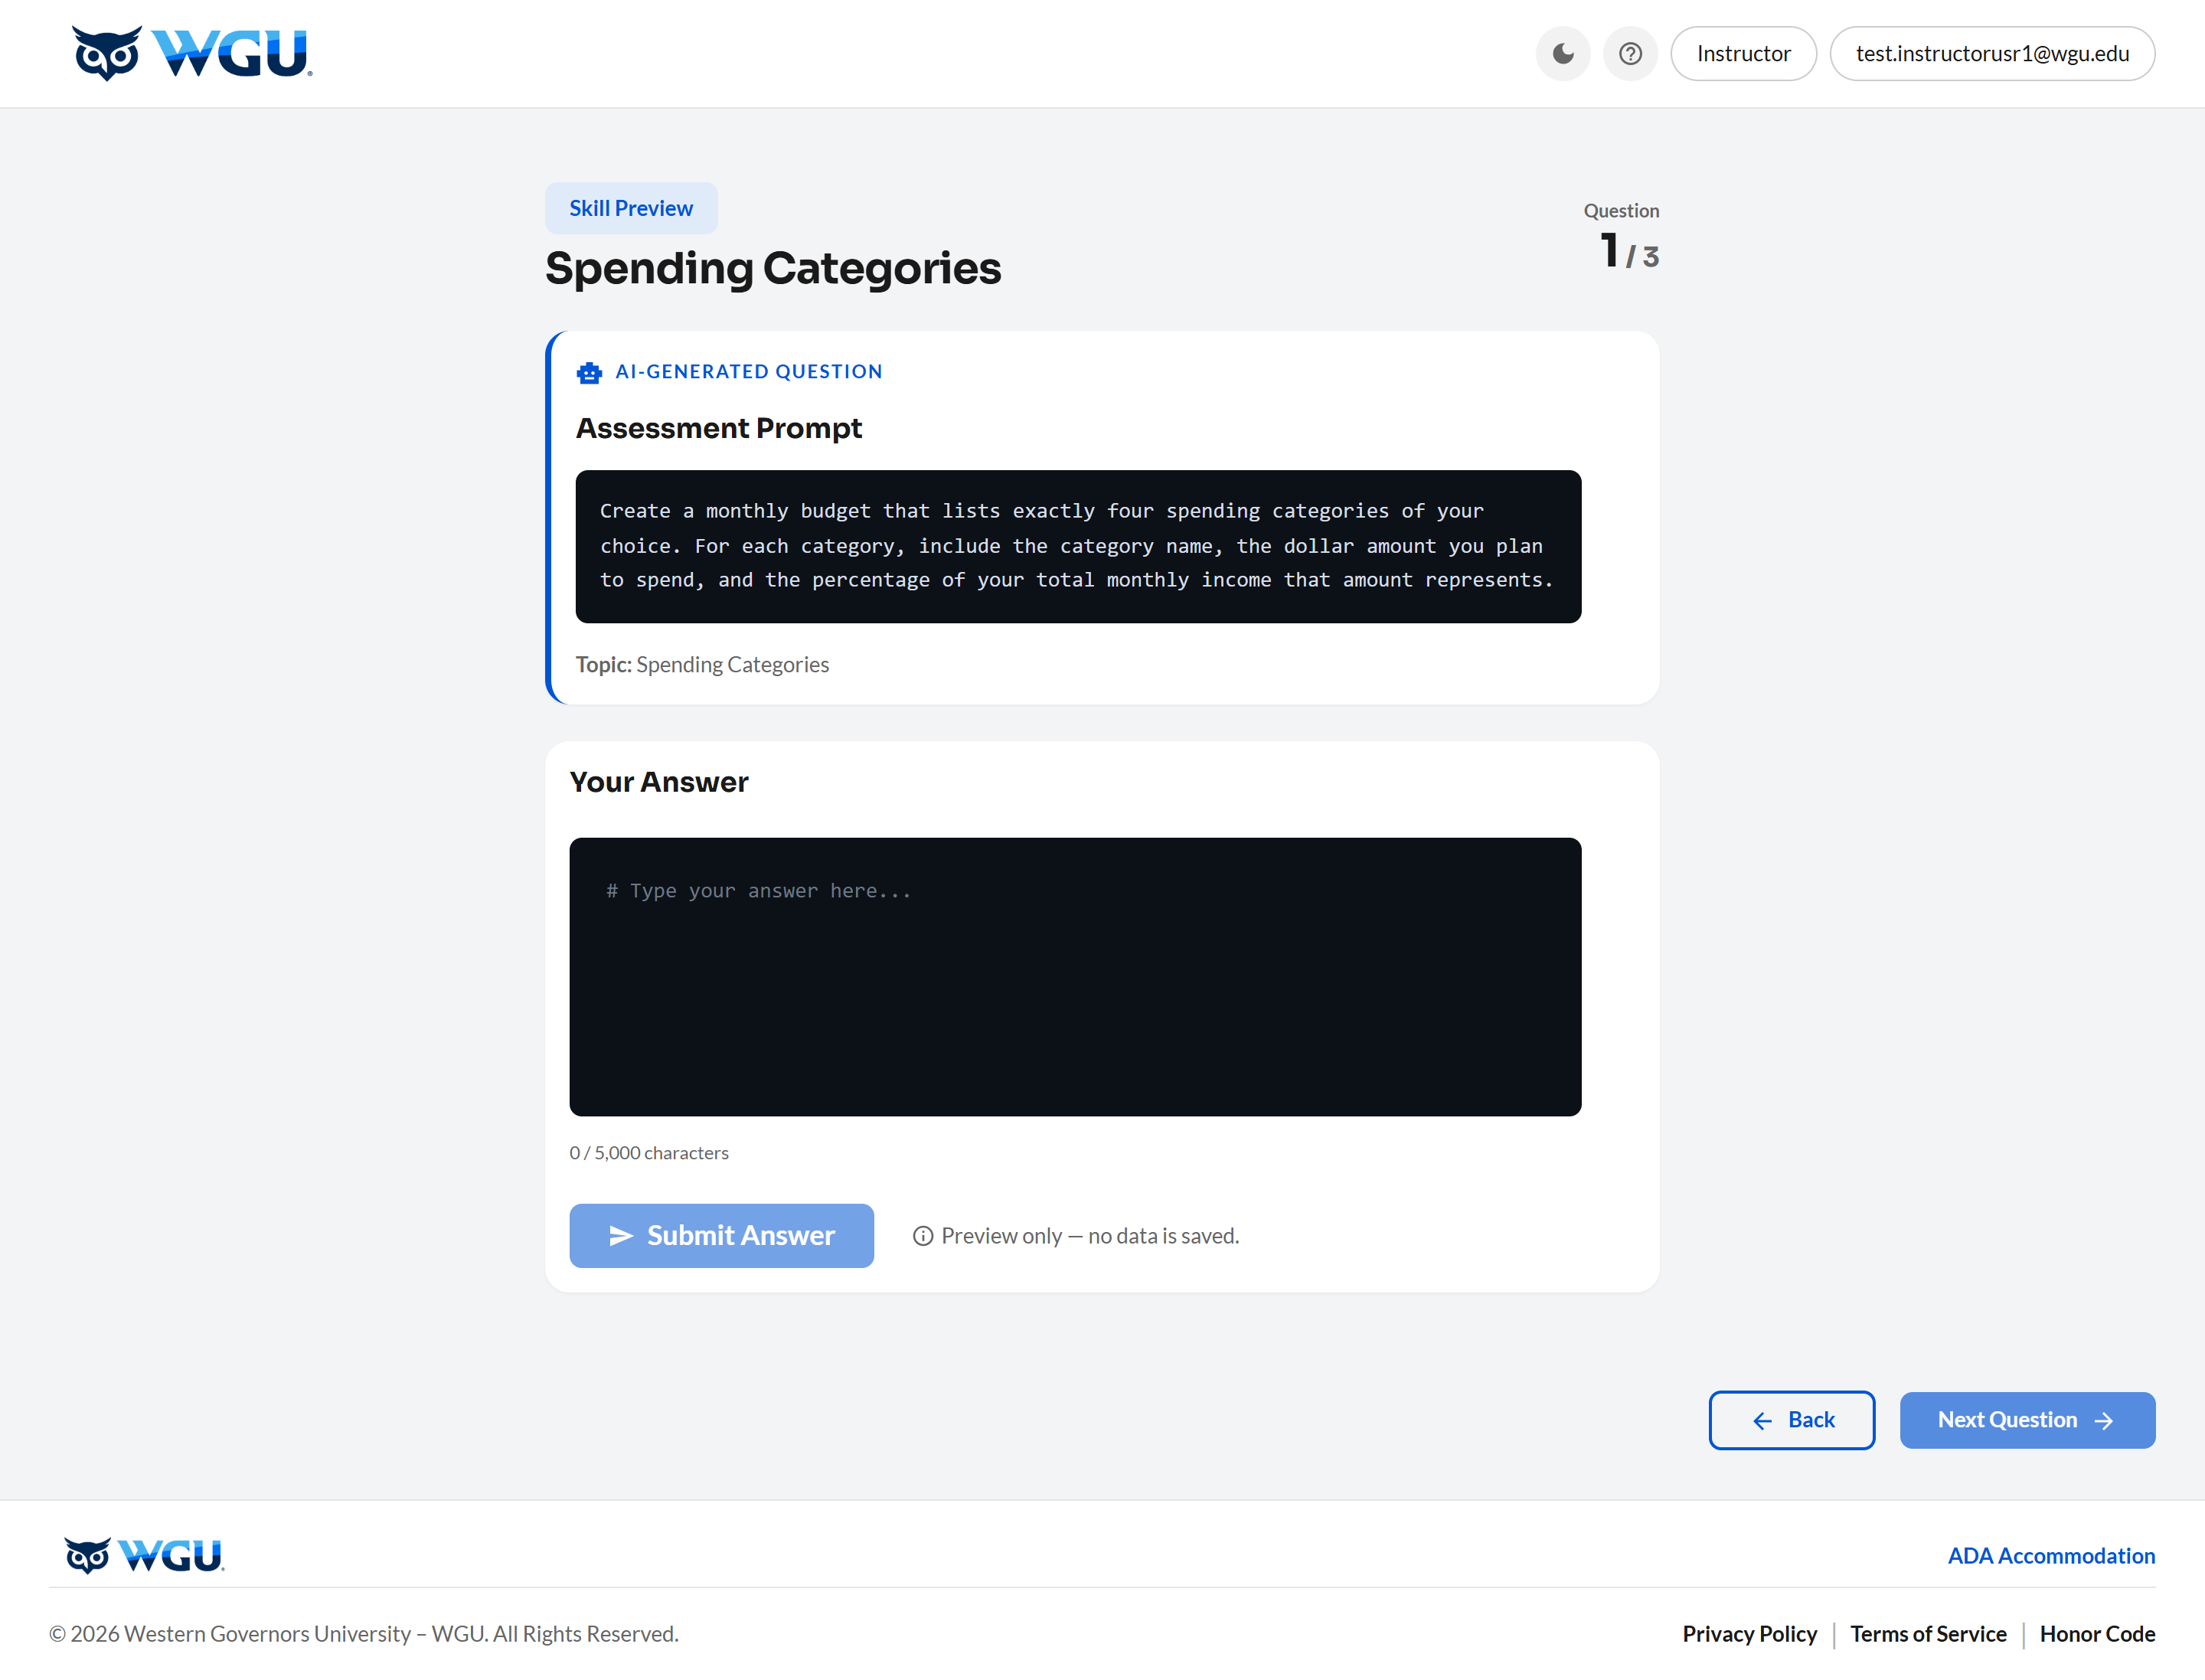 WGU
Instructor
test.instructorusr1@wgu.edu
Skill Preview
Spending Categories
Question
1 / 3
AI-GENERATED QUESTION
Assessment Prompt
Create a monthly budget that lists exactly four spending categories of your
choice. For each category, include the category name, the dollar amount you plan
to spend, and the percentage of your total monthly income that amount represents.
Topic: Spending Categories
Your Answer
# Type your answer here...
0 / 5,000 characters
Submit Answer
Preview only — no data is saved.
Back
Next Question
WGU
ADA Accommodation
© 2026 Western Governors University – WGU. All Rights Reserved.
Privacy Policy
Terms of Service
Honor Code